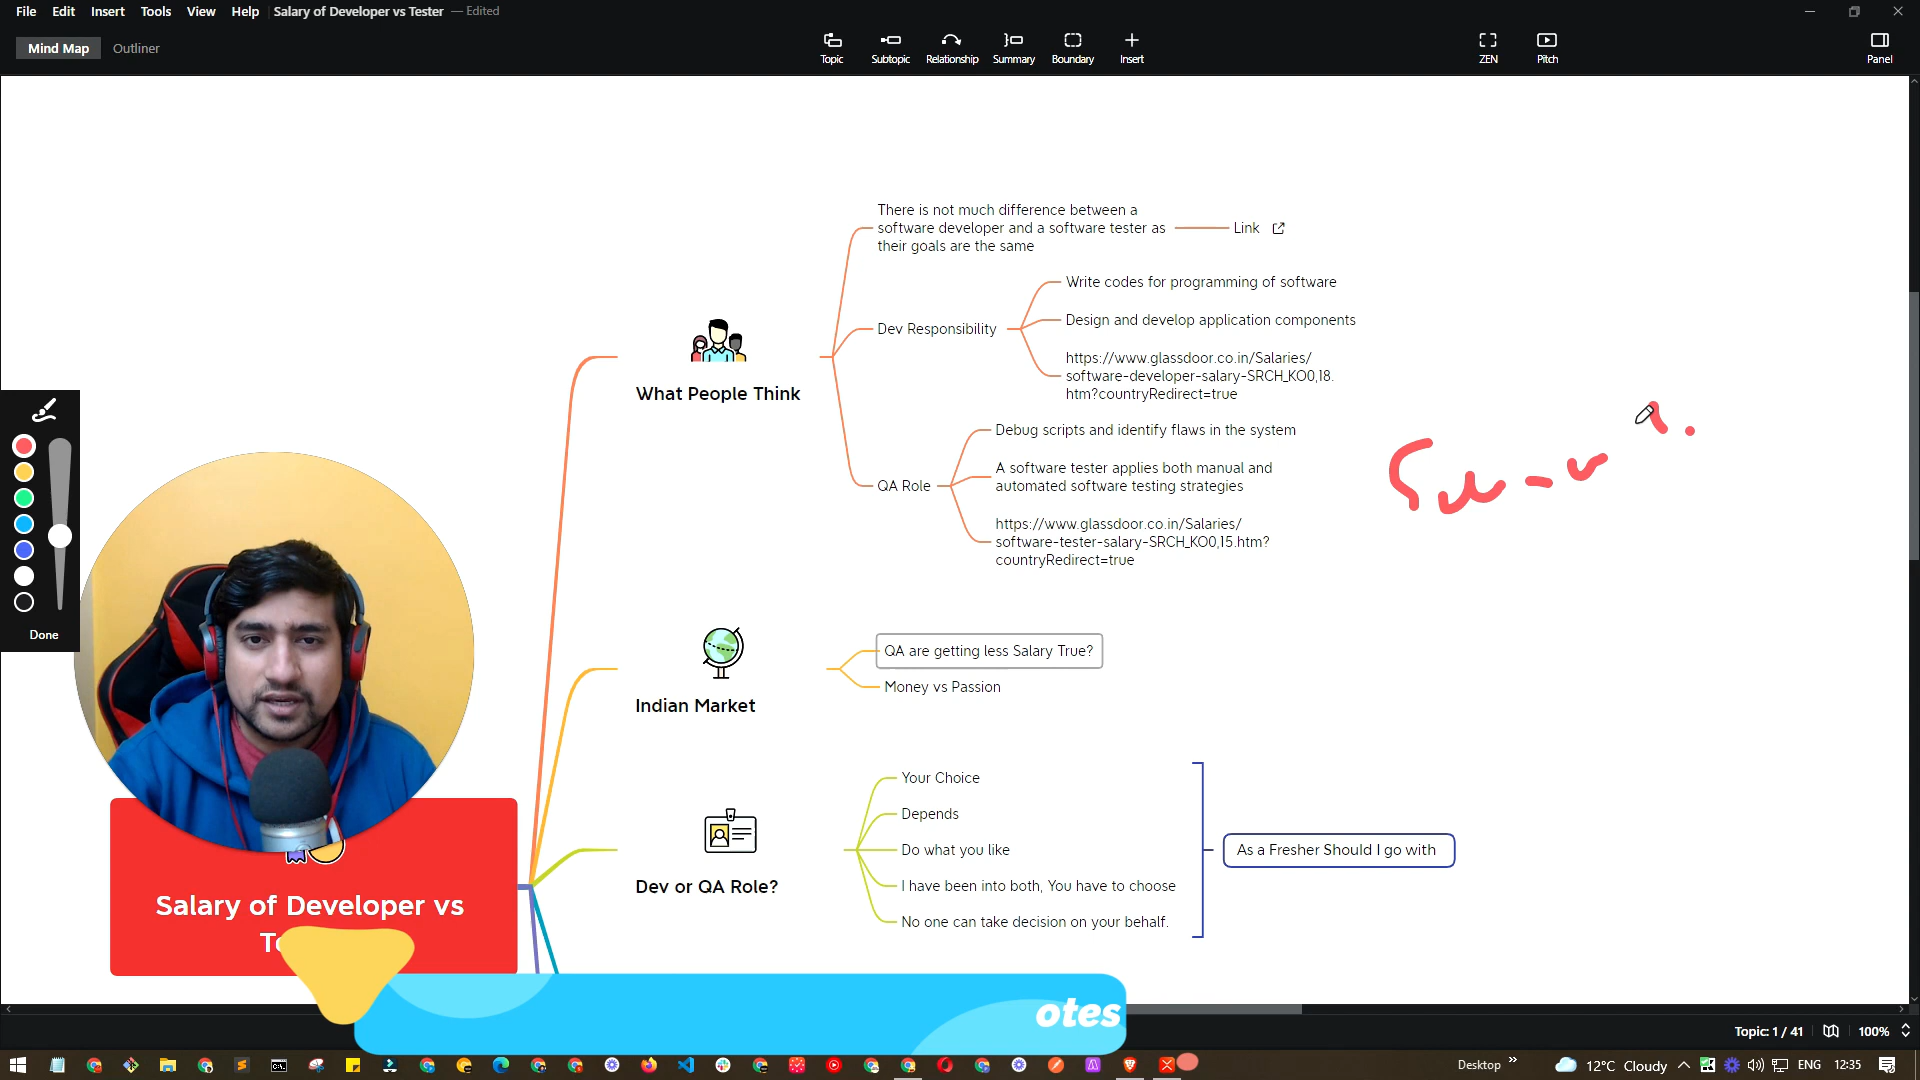 File Edit Insert Tools View Help Salary of Developer vs Tester — Edited
Mind Map Outliner
Topic Subtopic Relationship Summary Boundary Insert
ZEN Pitch
Panel
There is not much difference between a
software developer and a software tester as
their goals are the same
Link
What People Think
Dev Responsibility
Write codes for programming of software
Design and develop application components
https://www.glassdoor.co.in/Salaries/
software-developer-salary-SRCH_KO0,18.
htm?countryRedirect=true
QA Role
Debug scripts and identify flaws in the system
A software tester applies both manual and
automated software testing strategies
https://www.glassdoor.co.in/Salaries/
software-tester-salary-SRCH_KO0,15.htm?
countryRedirect=true
Done
Indian Market
QA are getting less Salary True?
Money vs Passion
Dev or QA Role?
Your Choice
Depends
Do what you like
I have been into both, You have to choose
No one can take decision on your behalf.
As a Fresher Should I go with
Salary of Developer vs
otes
Topic: 1 / 41 100%
Desktop 12°C Cloudy ENG 12:35